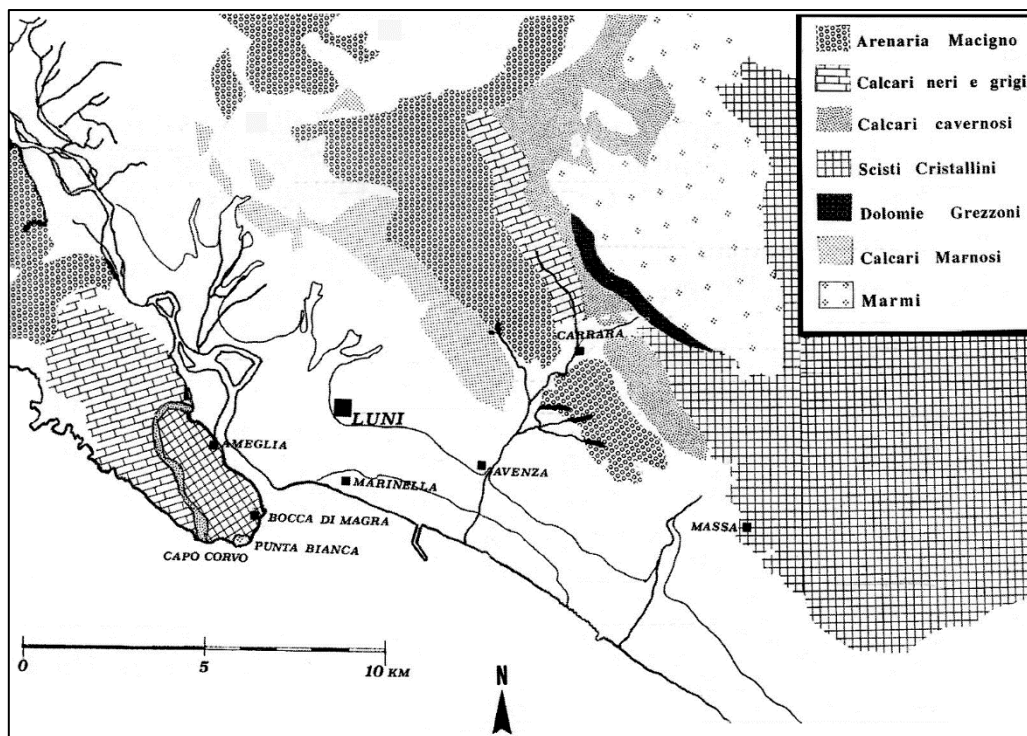 Arenaria Macigno
Calcari neri e grigi
Calcari cavernosi
Scisti Cristallini
Dolomie Grezzoni
Calcari Marnosi
Marmi
CARRARA
LUNI
AMEGLIA
AVENZA
MARINELLA
BOCCA DI MAGRA
MASSA
PUNTA BIANCA
CAPO CORVO
0 5 10 KM
N